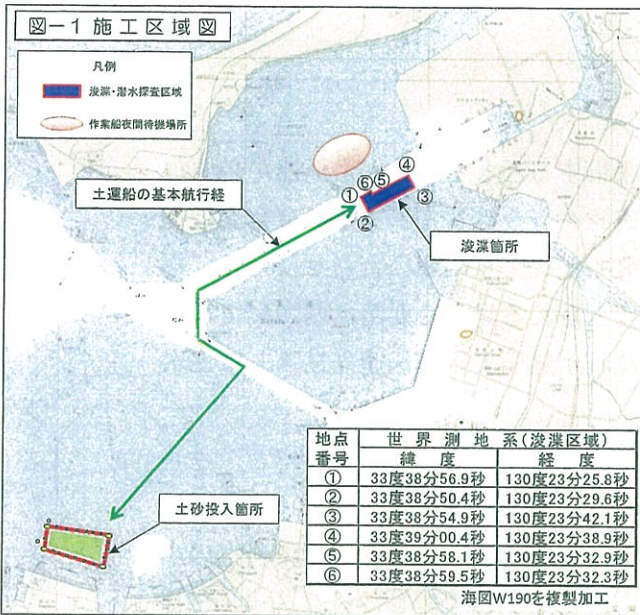 図－1 施工区域図
凡例
浚渫・潜水探査区域
作業船夜間待機場所
土運船の基本航行経
浚渫箇所
土砂投入箇所
①
②
③
④
⑤
⑥
地点番号 世界測地系(浚渫区域)
緯度 経度
① 33度38分56.9秒 130度23分25.8秒
② 33度38分50.4秒 130度23分29.6秒
③ 33度38分54.9秒 130度23分42.1秒
④ 33度39分00.4秒 130度23分38.9秒
⑤ 33度38分58.1秒 130度23分32.9秒
⑥ 33度38分59.5秒 130度23分32.3秒
海図W190を複製加工